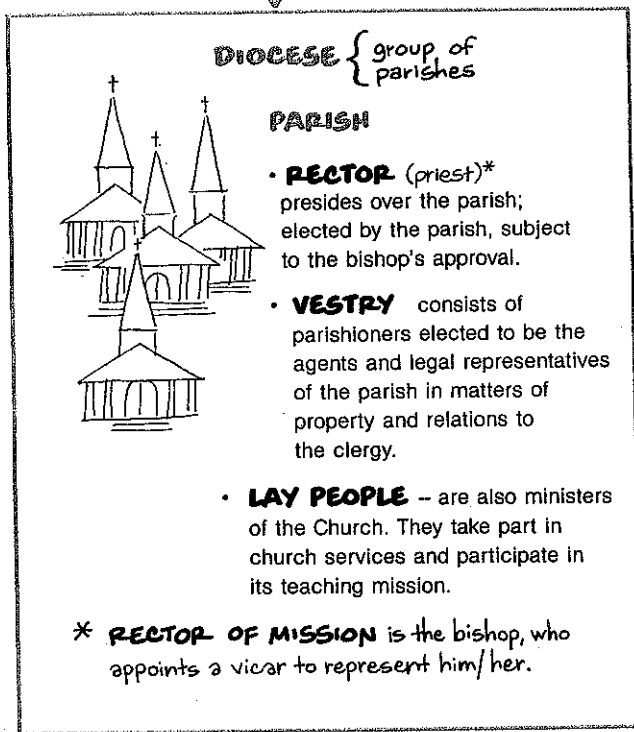 DIOCESE { group of
parishes
PARISH
• RECTOR (priest)*
presides over the parish;
elected by the parish, subject
to the bishop's approval.
• VESTRY consists of
parishioners elected to be the
agents and legal representatives
of the parish in matters of
property and relations to
the clergy.
• LAY PEOPLE -- are also ministers
of the Church. They take part in
church services and participate in
its teaching mission.
* RECTOR OF MISSION is the bishop, who
appoints a vicar to represent him/her.